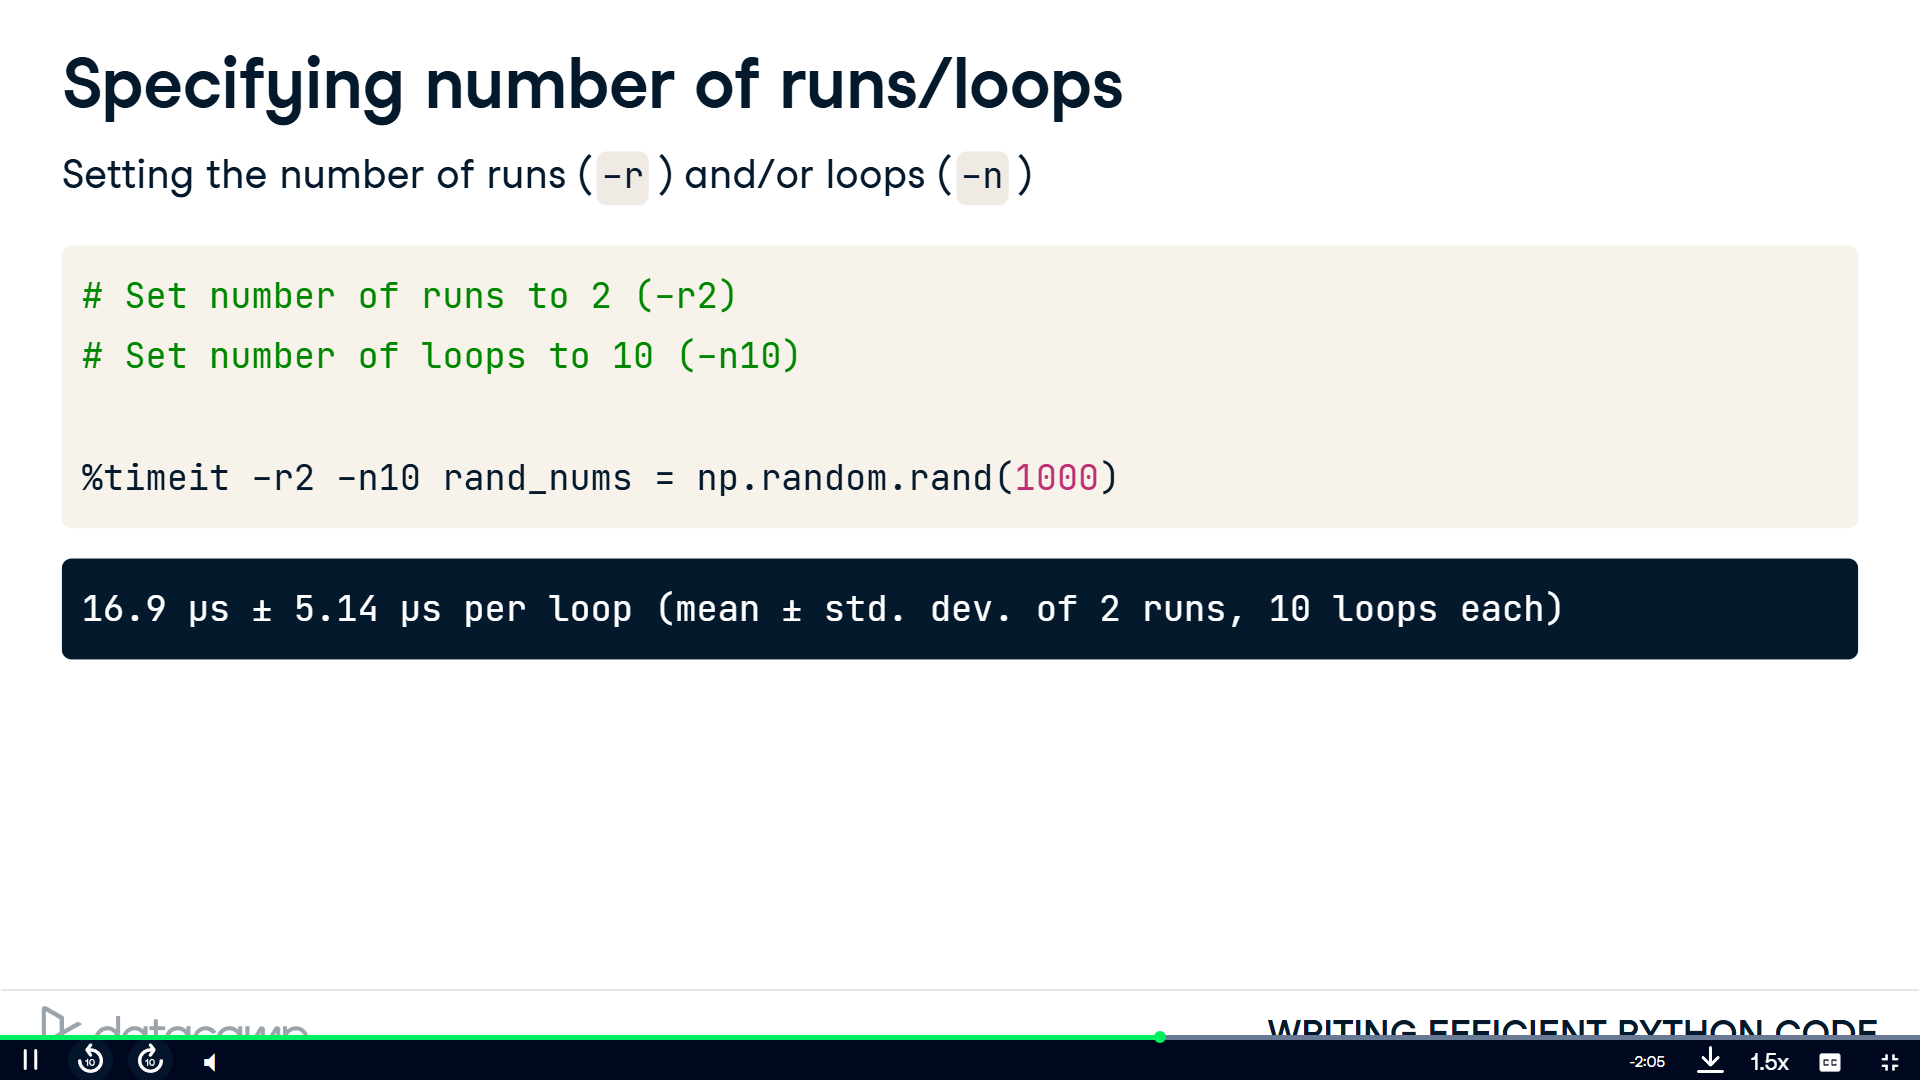 Specifying number of runs/loops
Setting the number of runs ( -r ) and/or loops ( -n )
# Set number of runs to 2 (-r2)
# Set number of loops to 10 (-n10)
%timeit -r2 -n10 rand_nums = np.random.rand(1000)
16.9 µs ± 5.14 µs per loop (mean ± std. dev. of 2 runs, 10 loops each)
datacamp
WRITING EFFICIENT PYTHON CODE
10
10
-2:05
1.5x
CC